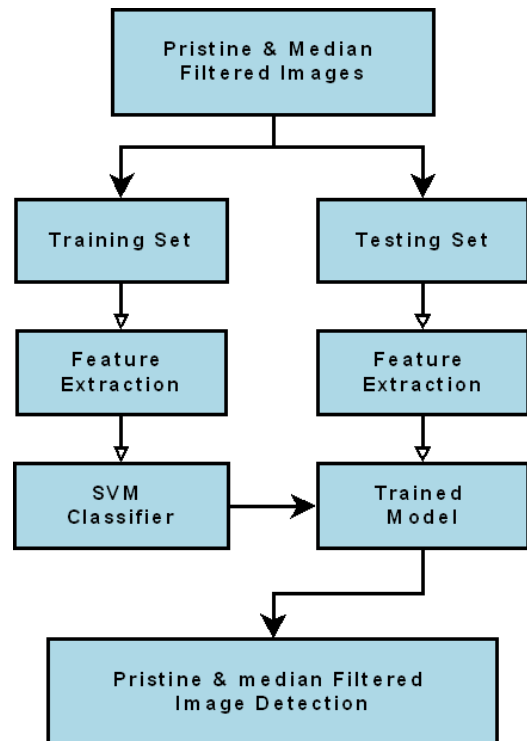 Pristine & Median
Filtered Images
Training Set
Testing Set
Feature
Extraction
Feature
Extraction
SVM
Classifier
Trained
Model
Pristine & median Filtered
Image Detection